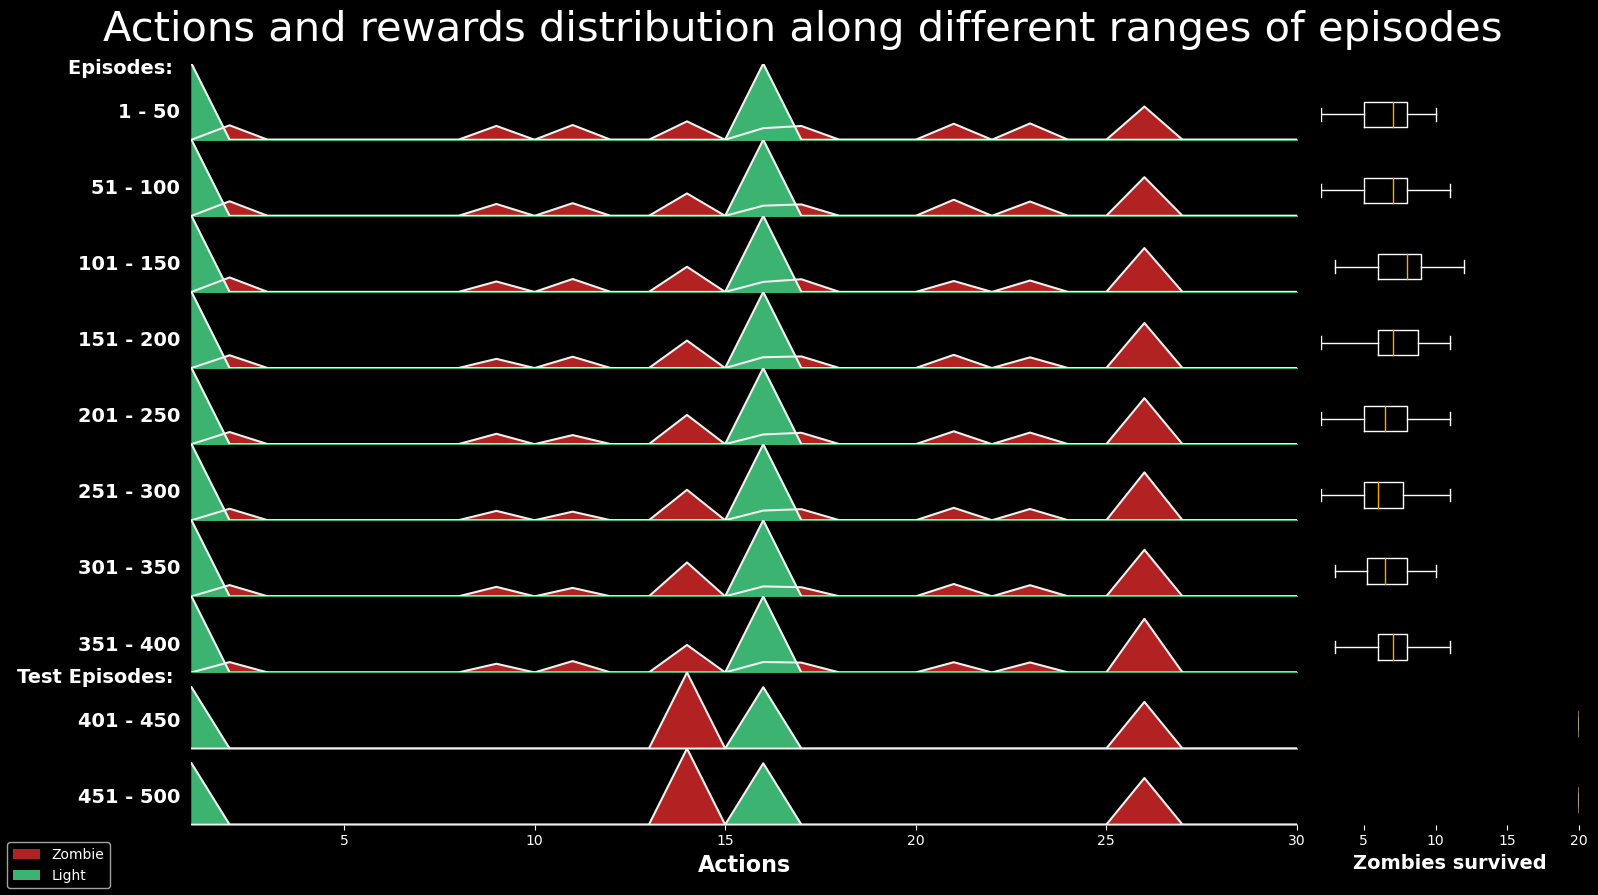 Actions and rewards distribution along different ranges of episodes
Episodes:
1 - 50
51 - 100
101 - 150
151 - 200
201 - 250
251 - 300
301 - 350
351 - 400
Test Episodes:
401 - 450
451 - 500
5 10 15 20 25 30
Actions
5 10 15 20
Zombies survived
Zombie
Light